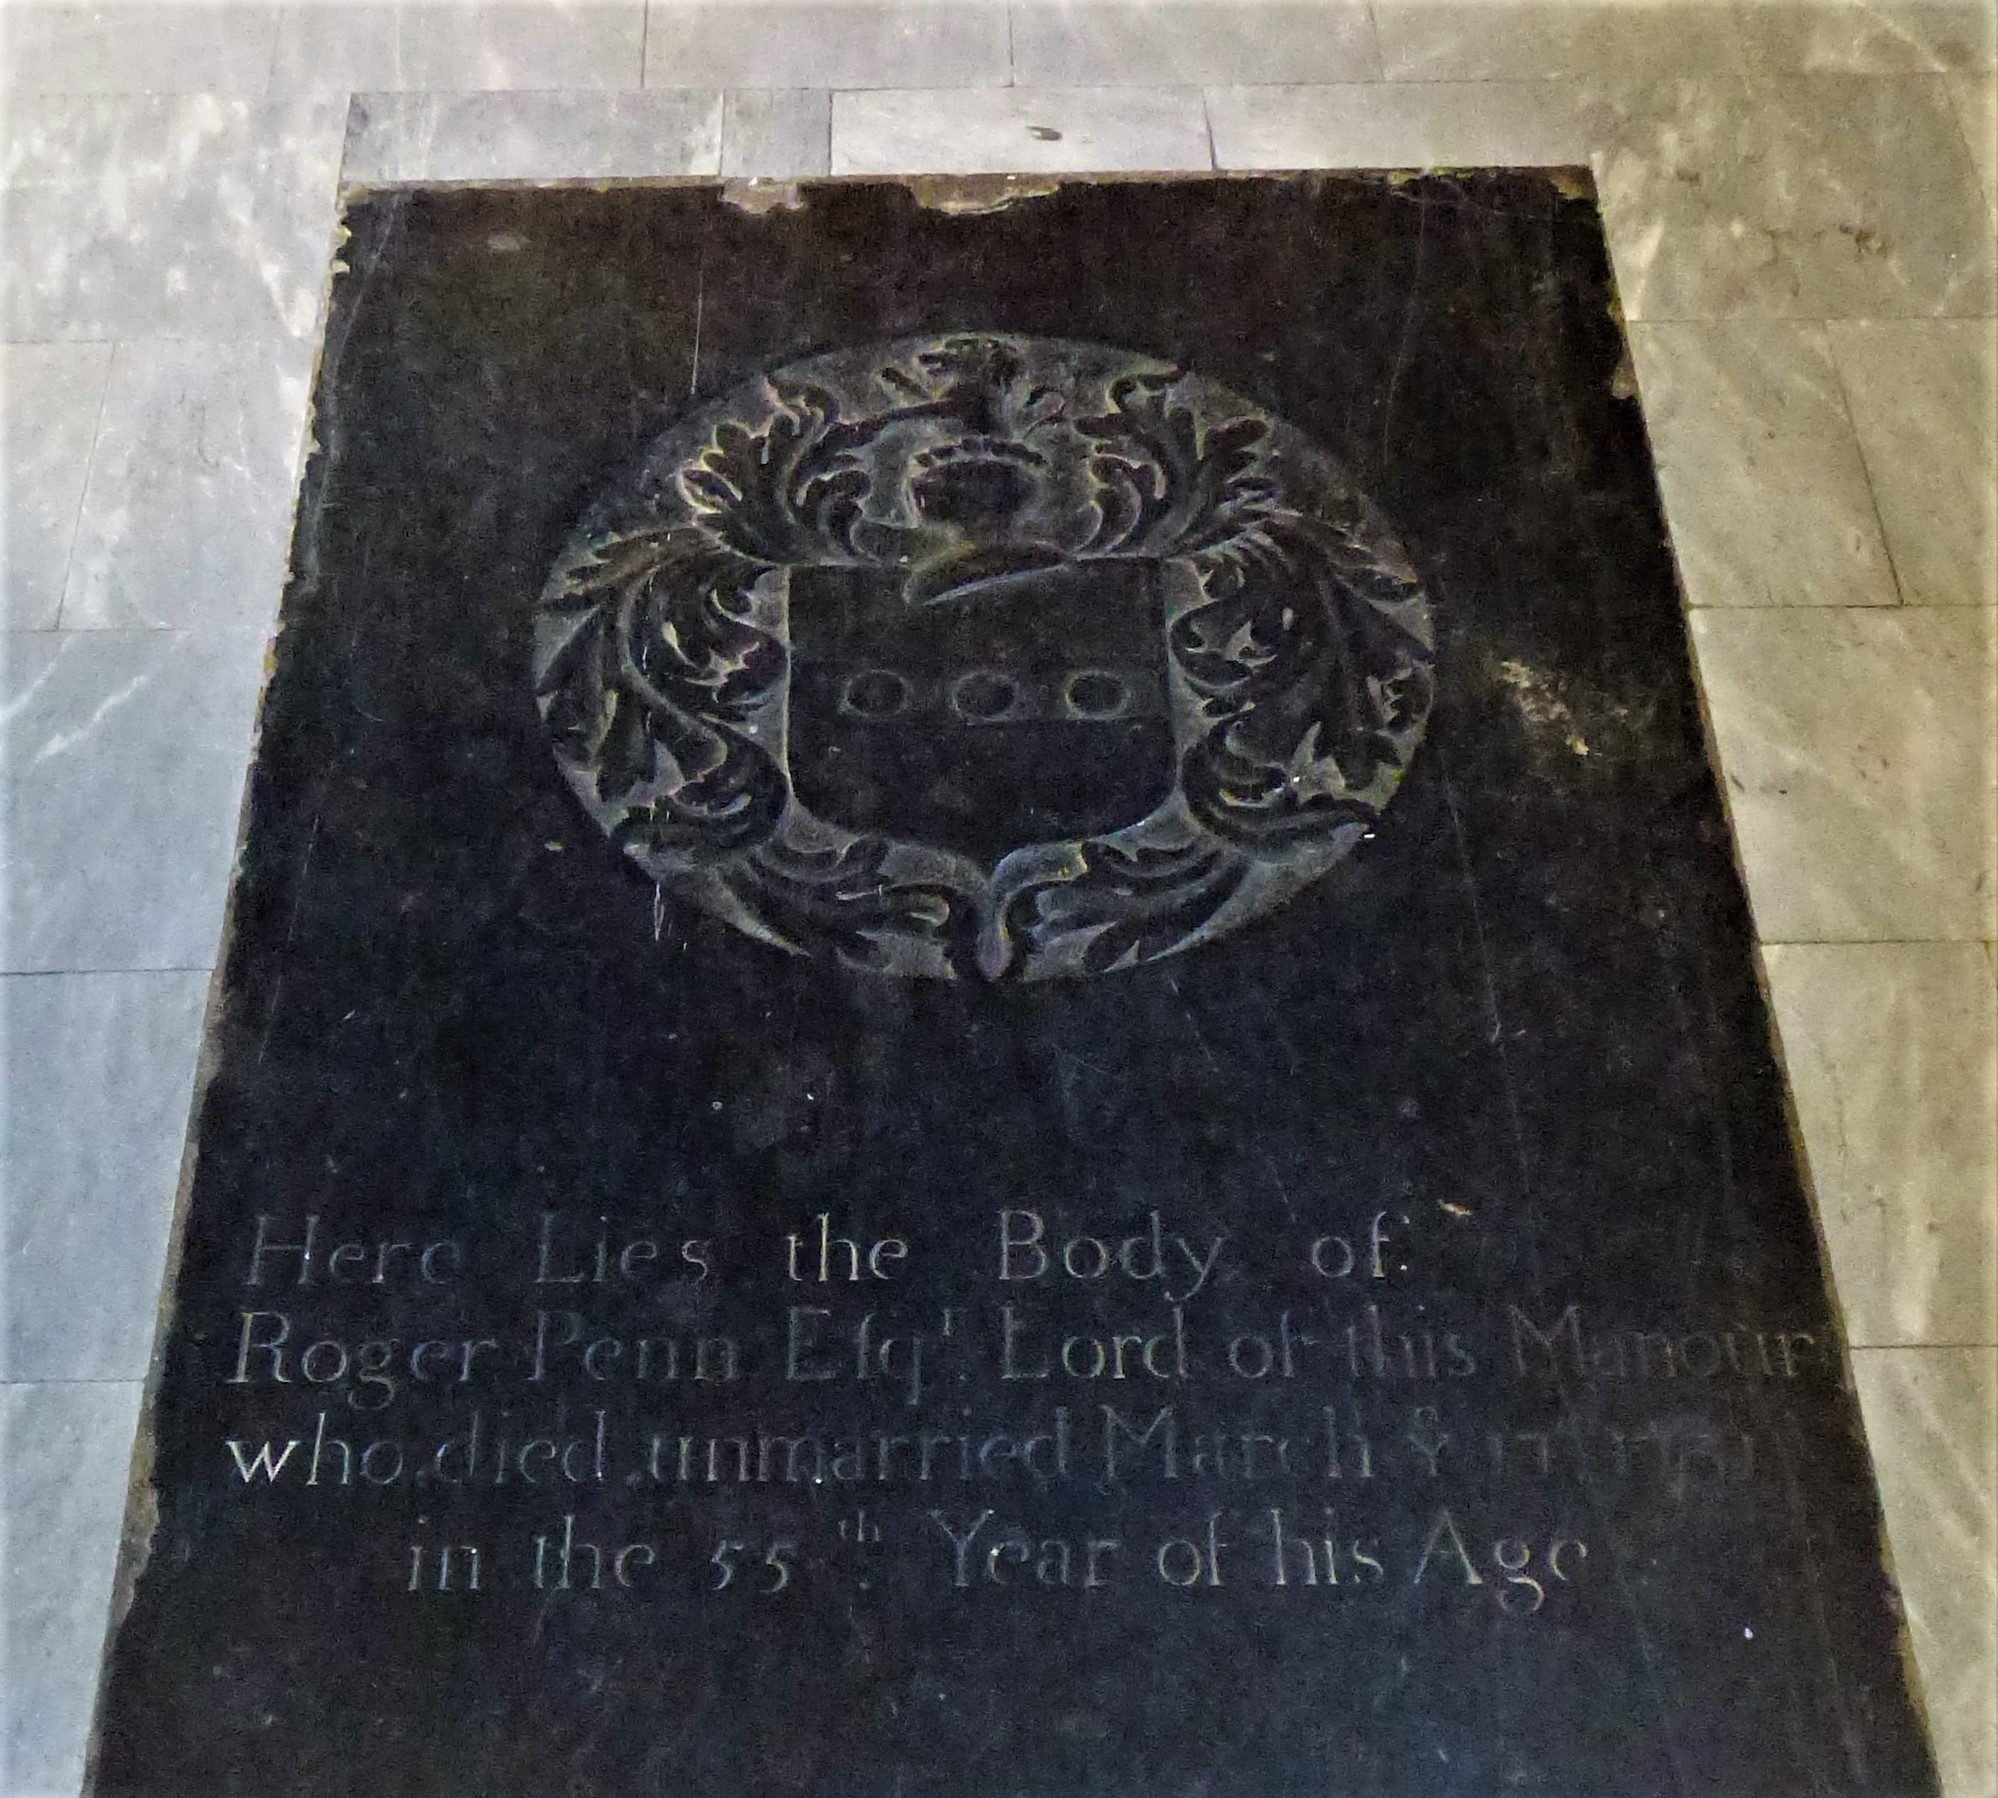 Here Lies the Body of
Roger Penn Eſqr. Lord of this Manour
who died unmarried March
in the 55th. Year of his Age